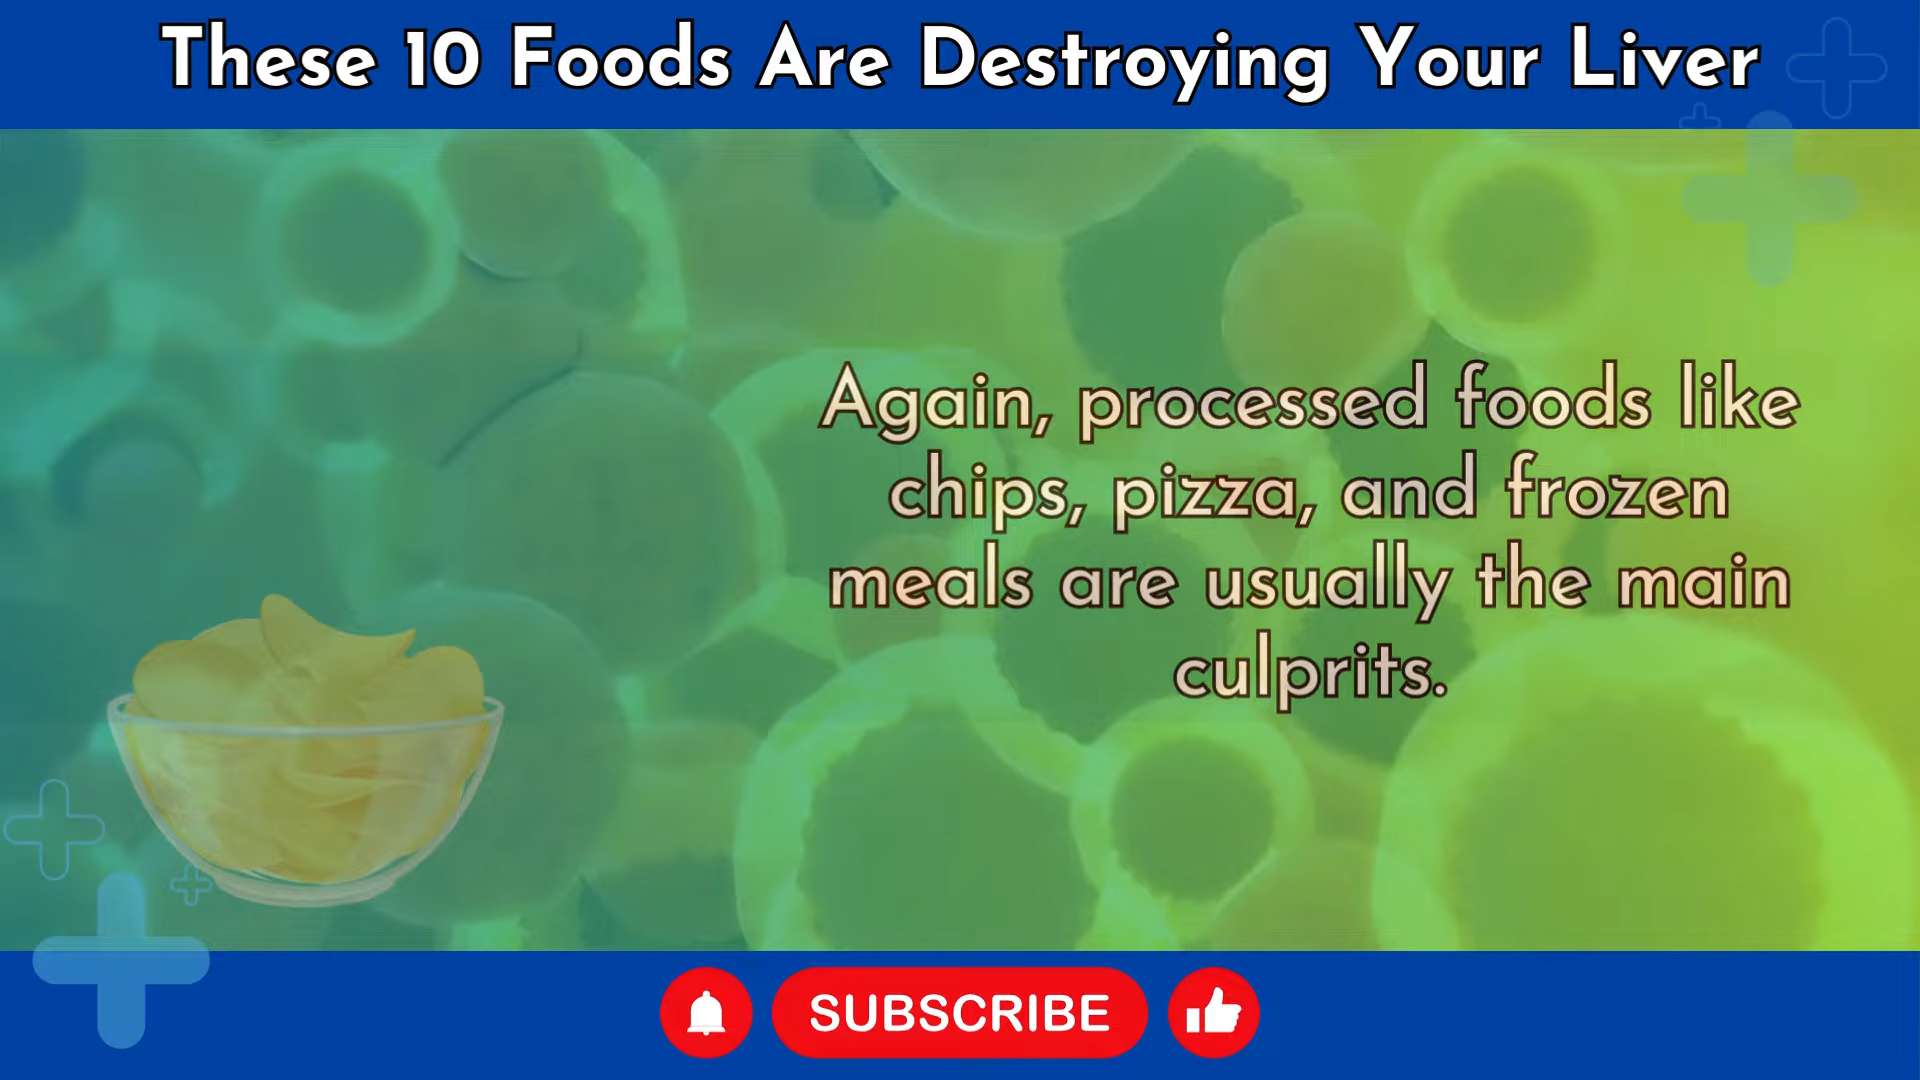 These 10 Foods Are Destroying Your Liver
Again, processed foods like
chips, pizza, and frozen
meals are usually the main
culprits.
SUBSCRIBE